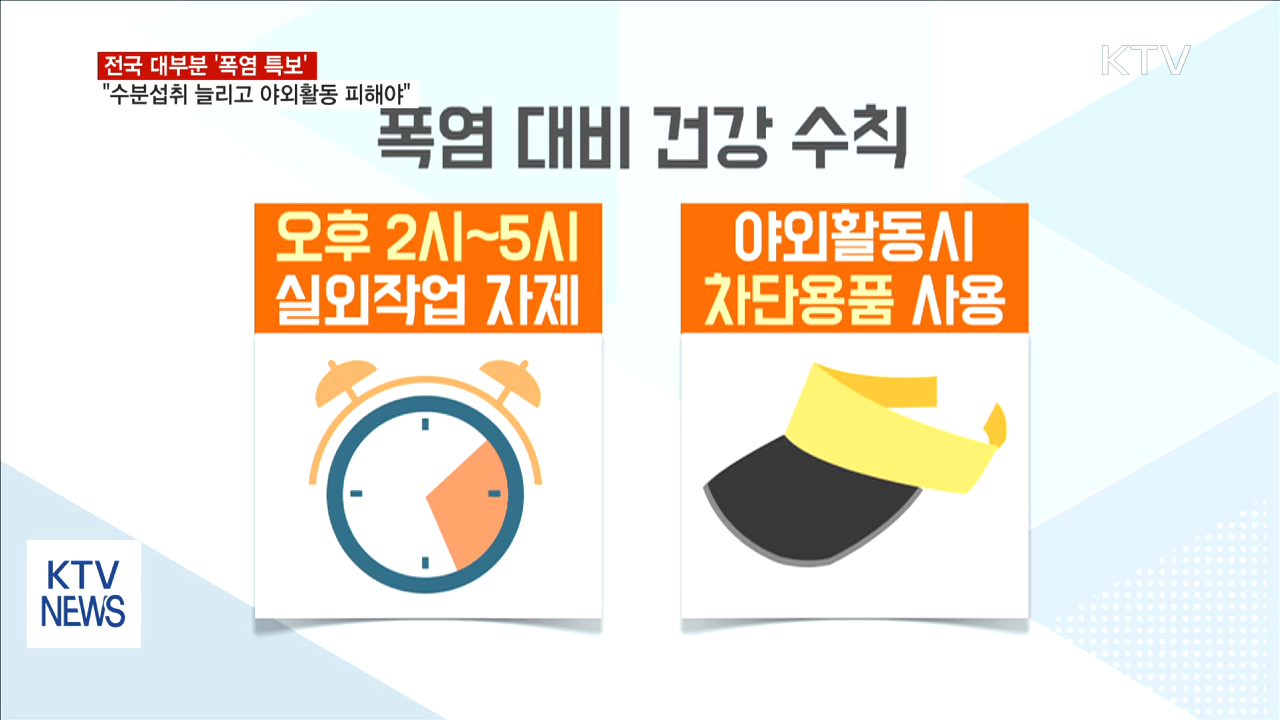 전국 대부분 '폭염 특보'
"수분섭취 늘리고 야외활동 피해야"
KTV
폭염 대비 건강 수칙
오후 2시~5시
실외작업 자제
야외활동시
차단용품 사용
KTV
NEWS